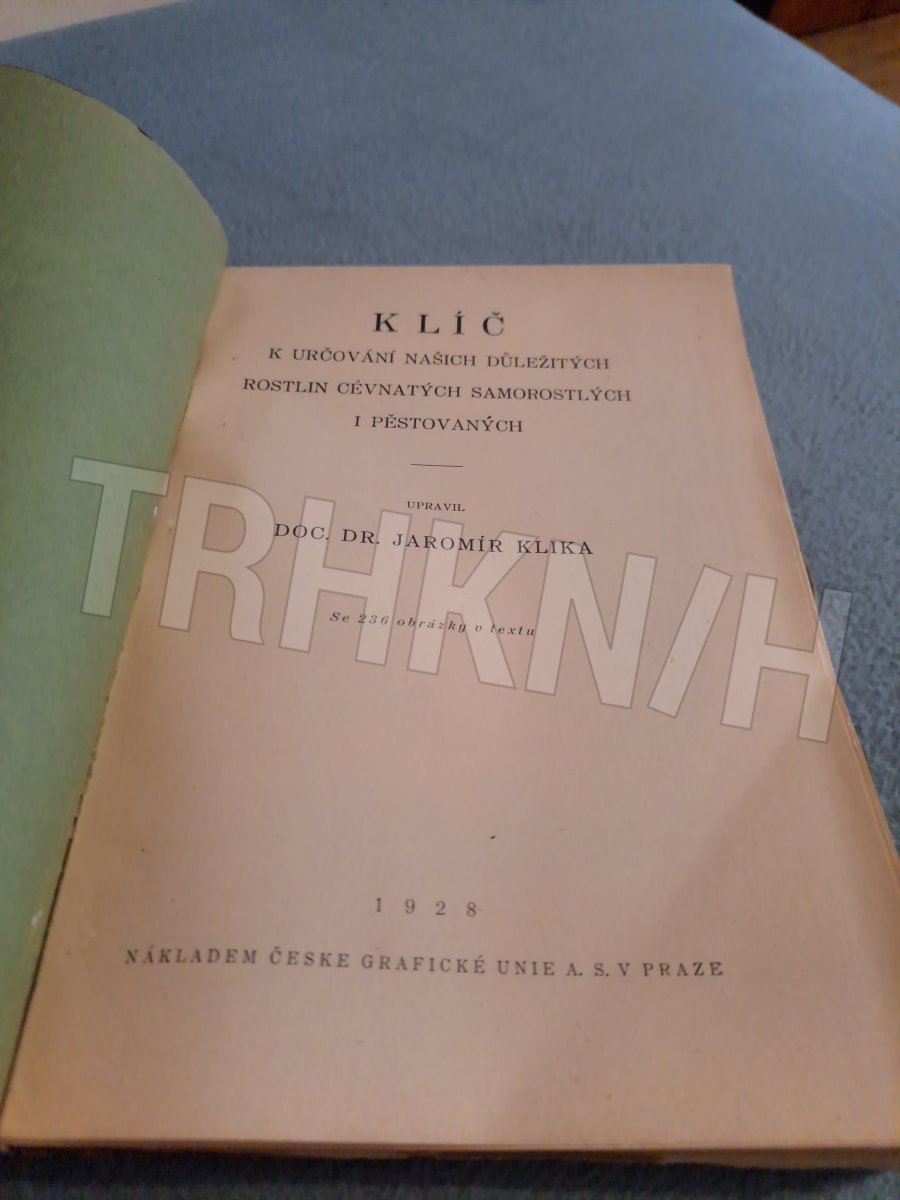 KLÍČ
K URČOVÁNÍ NAŠICH DŮLEŽITÝCH
ROSTLIN CÉVNATÝCH SAMOROSTLÝCH
I PĚSTOVANÝCH
UPRAVIL
DOC. DR. JAROMÍR KLIKA
Se 236 obrázky v textu
TRHKN/H
1928
NÁKLADEM ČESKE GRAFICKÉ UNIE A. S. V PRAZE